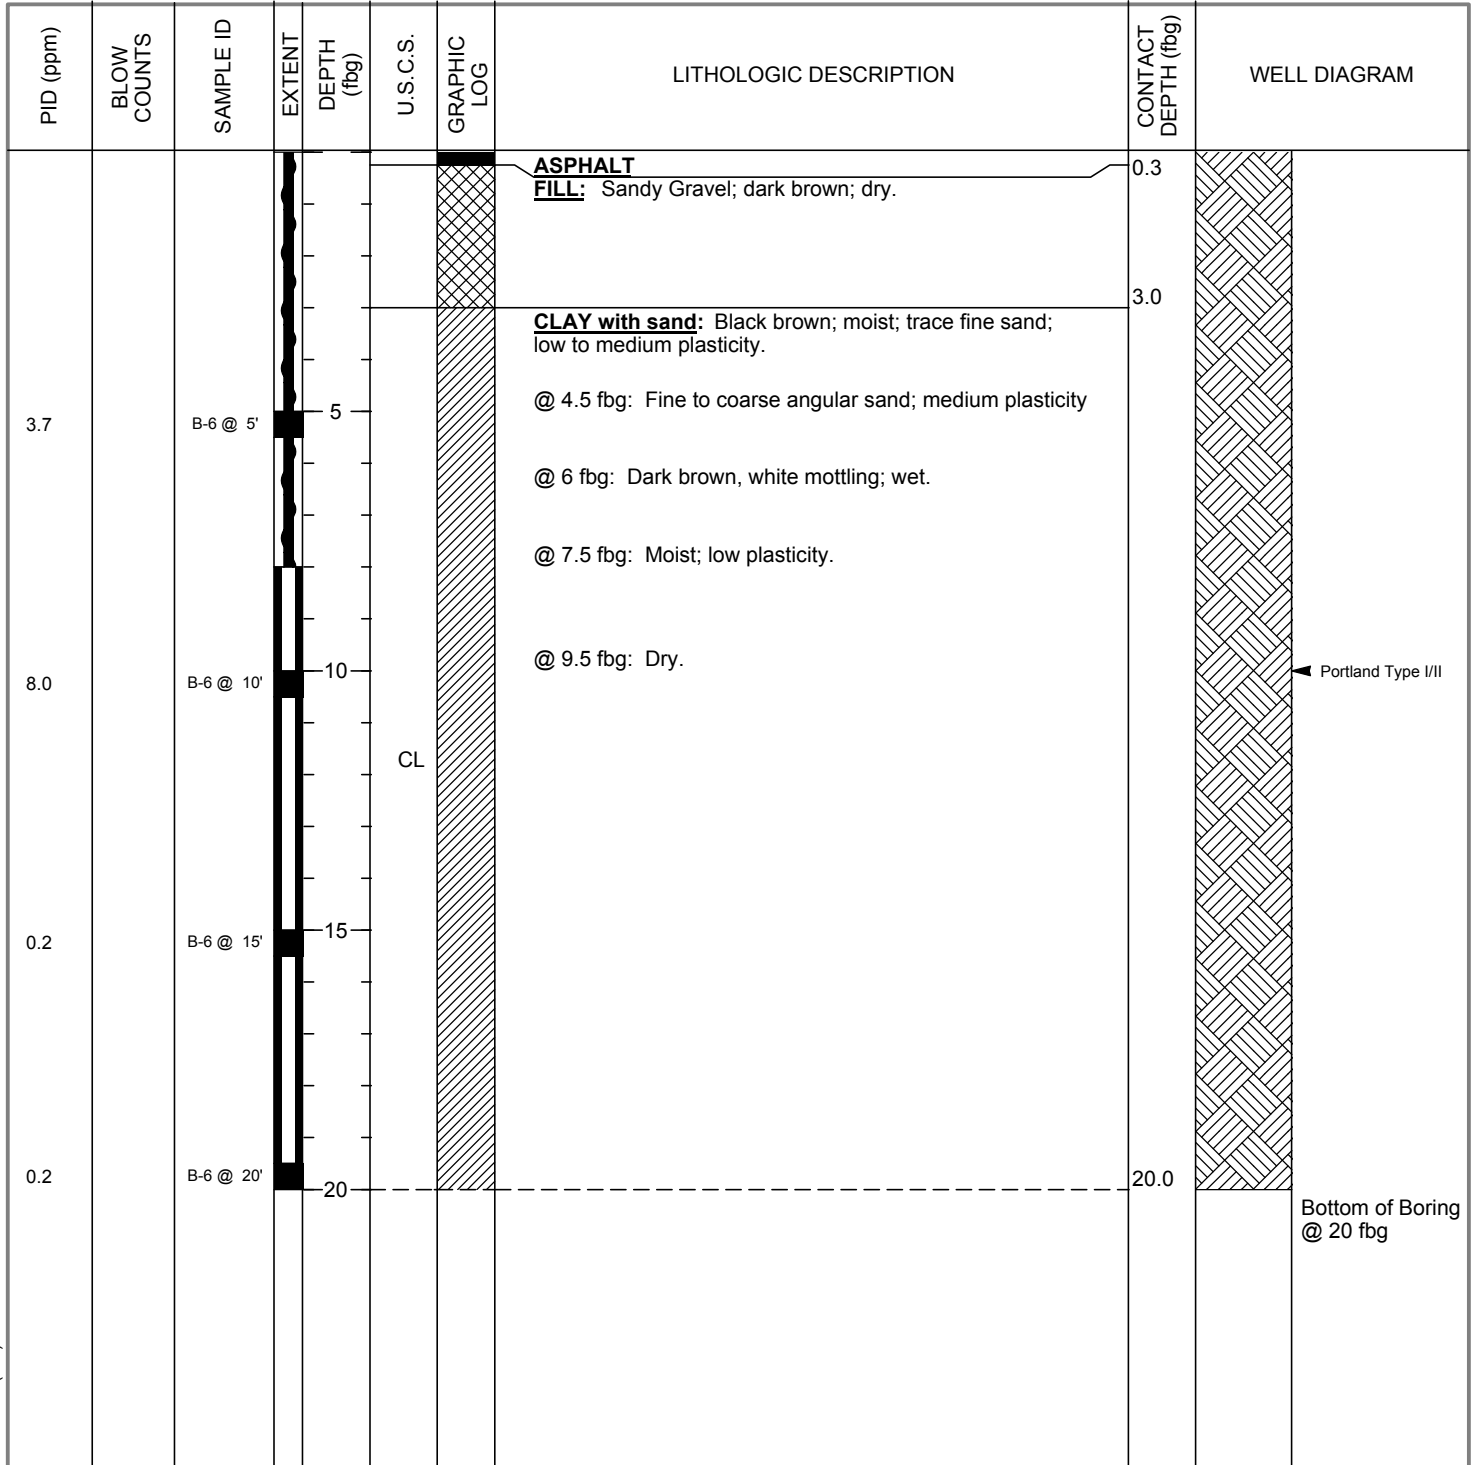 PID (ppm)
BLOW
COUNTS
SAMPLE ID
EXTENT
DEPTH
(fbg)
U.S.C.S.
GRAPHIC
LOG
LITHOLOGIC DESCRIPTION
CONTACT
DEPTH (fbg)
WELL DIAGRAM
ASPHALT
0.3
FILL: Sandy Gravel; dark brown; dry.
3.0
CLAY with sand: Black brown; moist; trace fine sand;
low to medium plasticity.
@ 4.5 fbg: Fine to coarse angular sand; medium plasticity
3.7
B-6 @ 5'
5
@ 6 fbg: Dark brown, white mottling; wet.
@ 7.5 fbg: Moist; low plasticity.
@ 9.5 fbg: Dry.
8.0
B-6 @ 10'
10
Portland Type I/II
CL
0.2
B-6 @ 15'
15
0.2
B-6 @ 20'
20
20.0
Bottom of Boring
@ 20 fbg